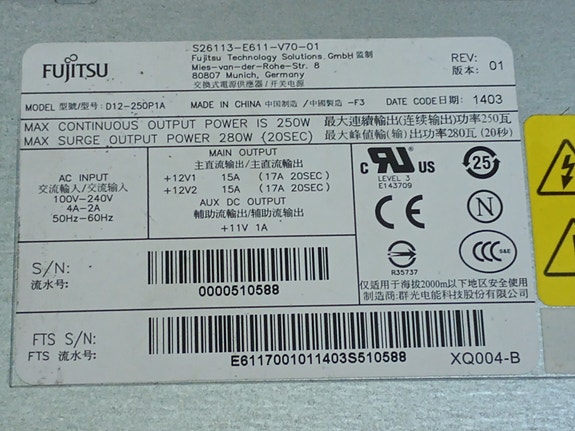 FUJITSU
S26113-E611-V70-01
Fujitsu Technology Solutions GmbH 监制
Mies-van-der-Rohe-Str. 8
80807 Munich, Germany
交換式電源供應器/开关电源
REV:
版本: 01
MODEL 型號/型号: D12-250P1A
MADE IN CHINA 中国制造/中國製造 -F3
DATE CODE 日期: 1403
MAX CONTINUOUS OUTPUT POWER IS 250W 最大連續輸出(连续输出)功率250瓦
MAX SURGE OUTPUT POWER 280W (20SEC) 最大峰值輸(输)出功率280瓦(20秒)
AC INPUT
交流輸入/交流输入
100V-240V
4A-2A
50Hz-60Hz
MAIN OUTPUT
主直流输出/主直流輸出
+12V1 15A (17A 20SEC)
+12V2 15A (17A 20SEC)
AUX DC OUTPUT
輔助流輸出/辅助流输出
+11V 1A
C RU US
LEVEL 3
E143709
25
CE
N
R35737
CCC S&E
仅适用于海拔2000m以下地区安全使用
制造商: 群光电能科技股份有限公司
S/N:
流水号:
0000510588
FTS S/N:
FTS 流水号:
E6117001011403S510588
XQ004-B